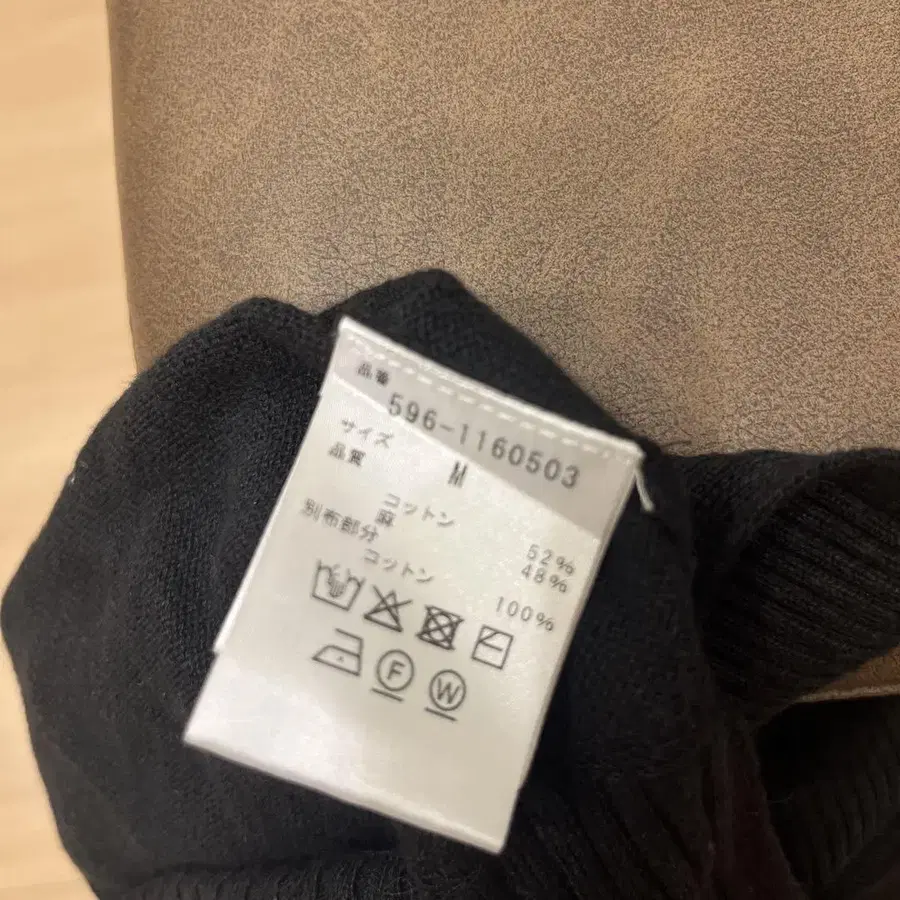 品番
596-1160503
サイズ M
品質
コットン 52%
麻 48%
別布部分
コットン 100%
F W